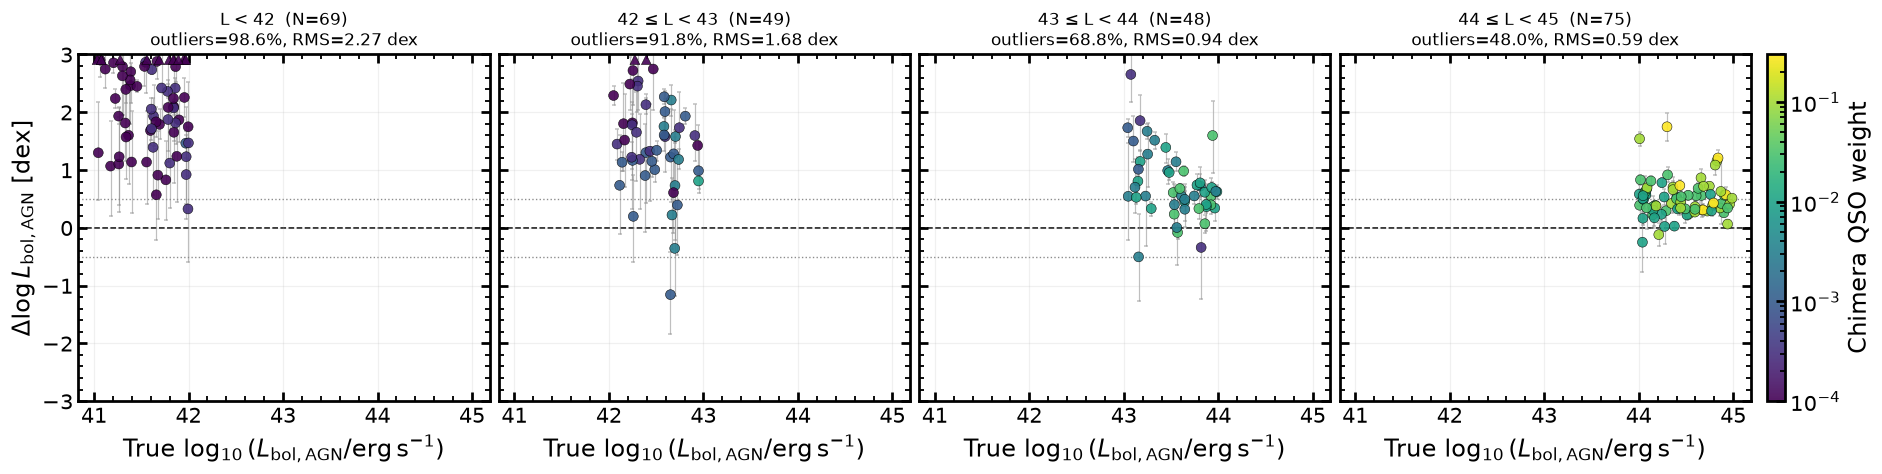 L < 42 (N=69)
outliers=98.6%, RMS=2.27 dex
42 ≤ L < 43 (N=49)
outliers=91.8%, RMS=1.68 dex
43 ≤ L < 44 (N=48)
outliers=68.8%, RMS=0.94 dex
44 ≤ L < 45 (N=75)
outliers=48.0%, RMS=0.59 dex
Δlog L_bol, AGN [dex]
3
2
1
0
−1
−2
−3
41 42 43 44 45
41 42 43 44 45
41 42 43 44 45
41 42 43 44 45
True log₁₀ (L_bol, AGN/erg s⁻¹)
True log₁₀ (L_bol, AGN/erg s⁻¹)
True log₁₀ (L_bol, AGN/erg s⁻¹)
True log₁₀ (L_bol, AGN/erg s⁻¹)
10⁻¹
10⁻²
10⁻³
10⁻⁴
Chimera QSO weight